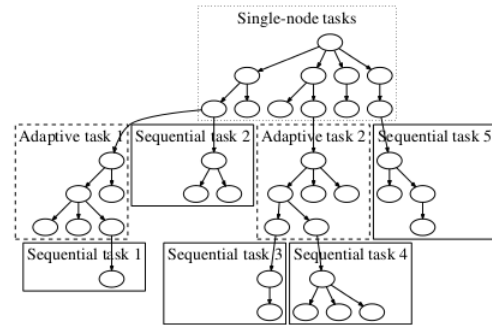 Single-node tasks
Adaptive task 1
Sequential task 2
Adaptive task 2
Sequential task 5
Sequential task 1
Sequential task 3
Sequential task 4